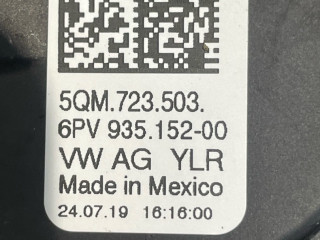 5QM.723.503.
6PV 935.152-00
VW AG YLR
Made in Mexico
24.07.19 16:16:00